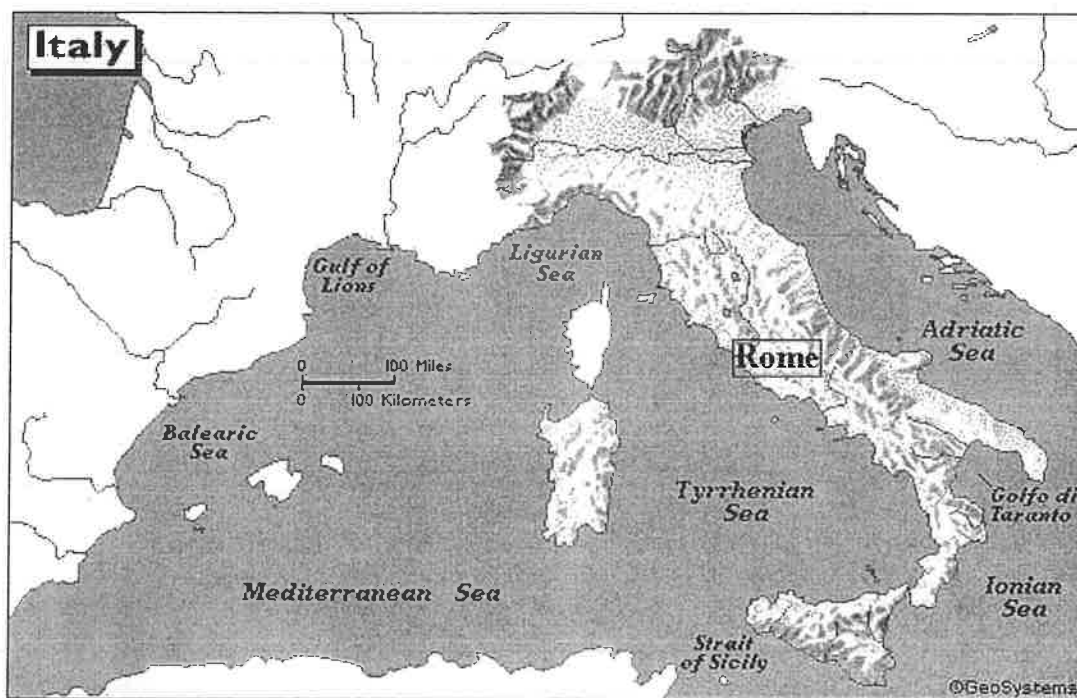 Italy
Ligurian
Sea
Gulf of
Lions
Adriatic
Sea
Rome
0 100 Miles
0 100 Kilometers
Balearic
Sea
Tyrrhenian
Sea
Golfo di
Taranto
Mediterranean Sea
Ionian
Sea
Strait
of Sicily
©GeoSystems